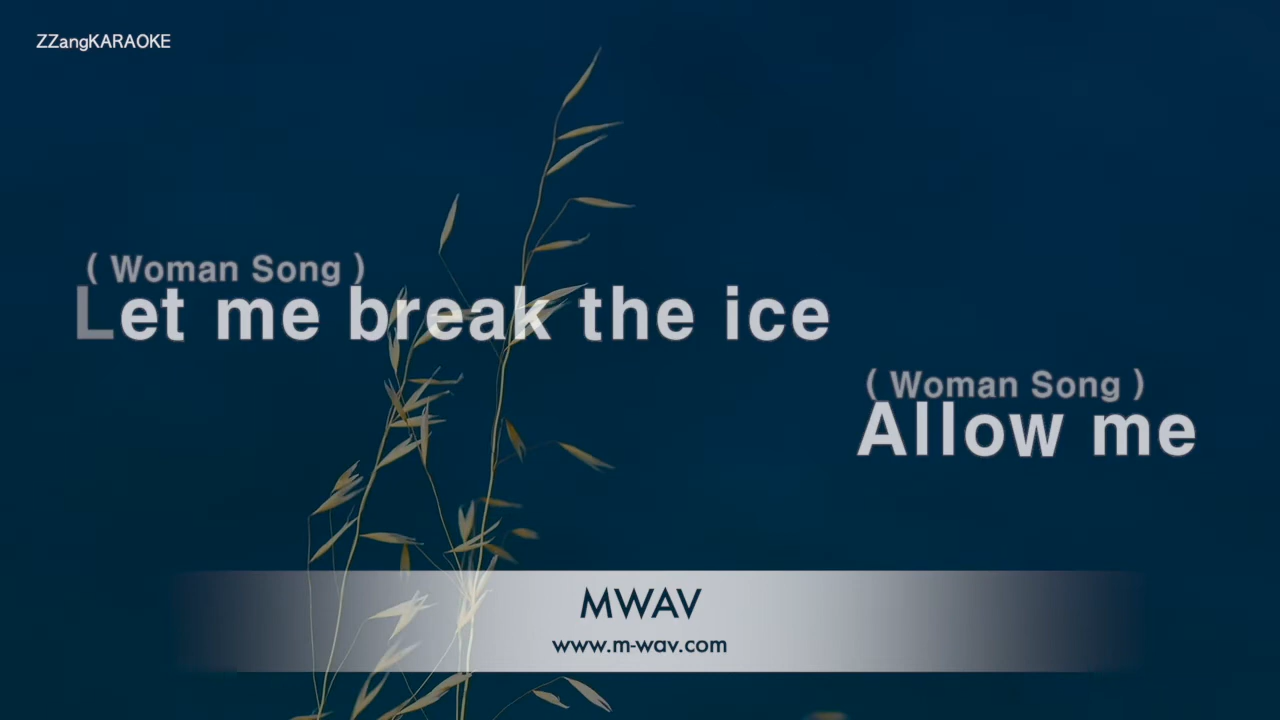 ZZangKARAOKE
( Woman Song )
Let me break the ice
( Woman Song )
Allow me
MWAV
www.m-wav.com